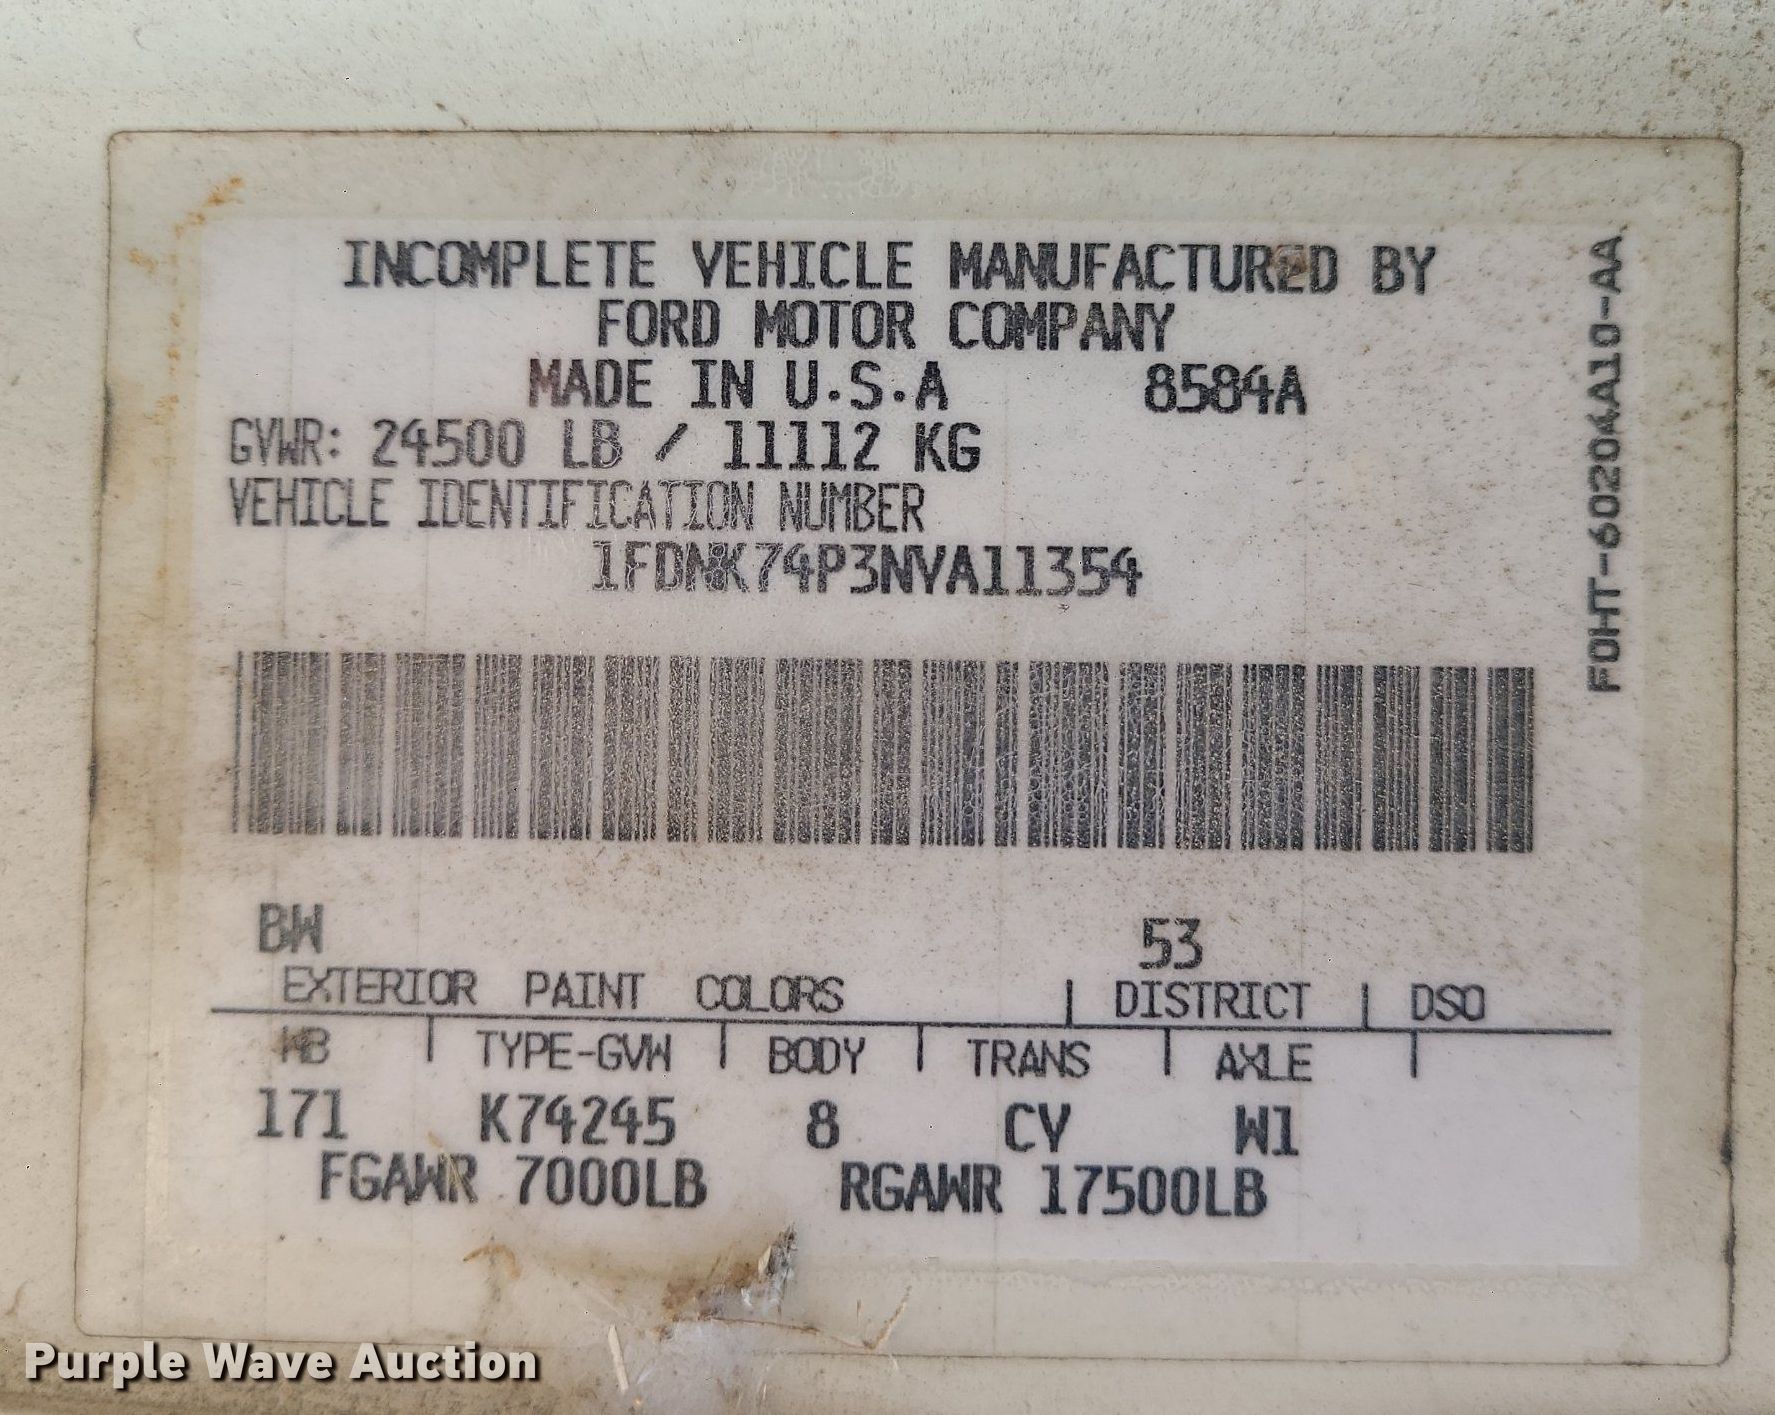 INCOMPLETE VEHICLE MANUFACTURED BY
FORD MOTOR COMPANY
MADE IN U.S.A 8584A
GVWR: 24500 LB / 11112 KG
VEHICLE IDENTIFICATION NUMBER
1FDNK74P3NVA11354
F0HT-60204A10-AA
BW 53
EXTERIOR PAINT COLORS | DISTRICT | DSO
WB | TYPE-GVW | BODY | TRANS | AXLE |
171 K74245 8 CV W1
FGAWR 7000LB RGAWR 17500LB
Purple Wave Auction